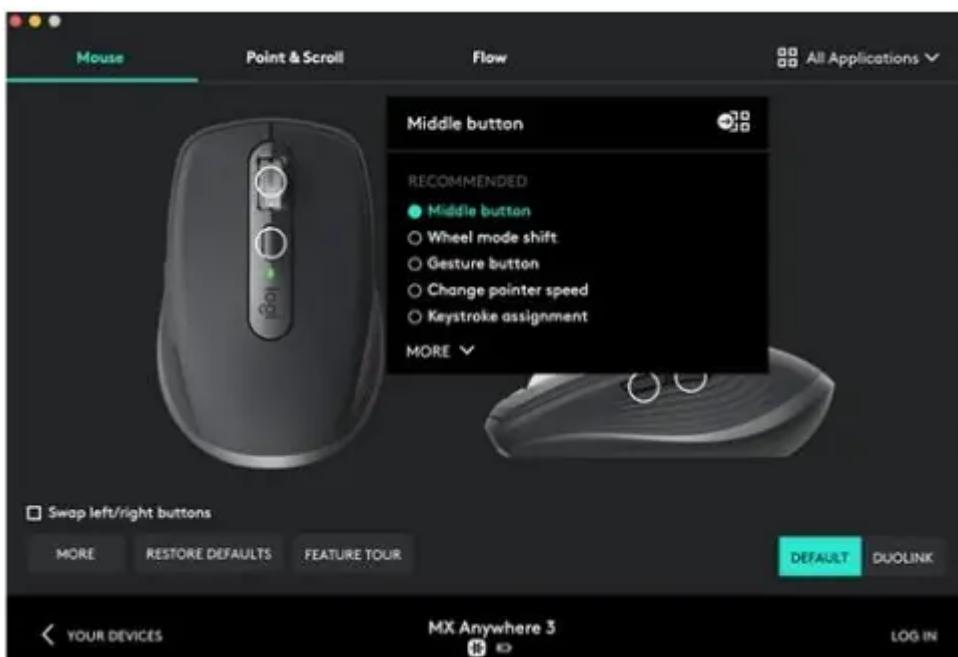 Mouse Point & Scroll Flow All Applications
Middle button
RECOMMENDED
Middle button
Wheel mode shift
Gesture button
Change pointer speed
Keystroke assignment
MORE
logi
Swap left/right buttons
MORE RESTORE DEFAULTS FEATURE TOUR DEFAULT DUOLINK
YOUR DEVICES MX Anywhere 3 LOG IN